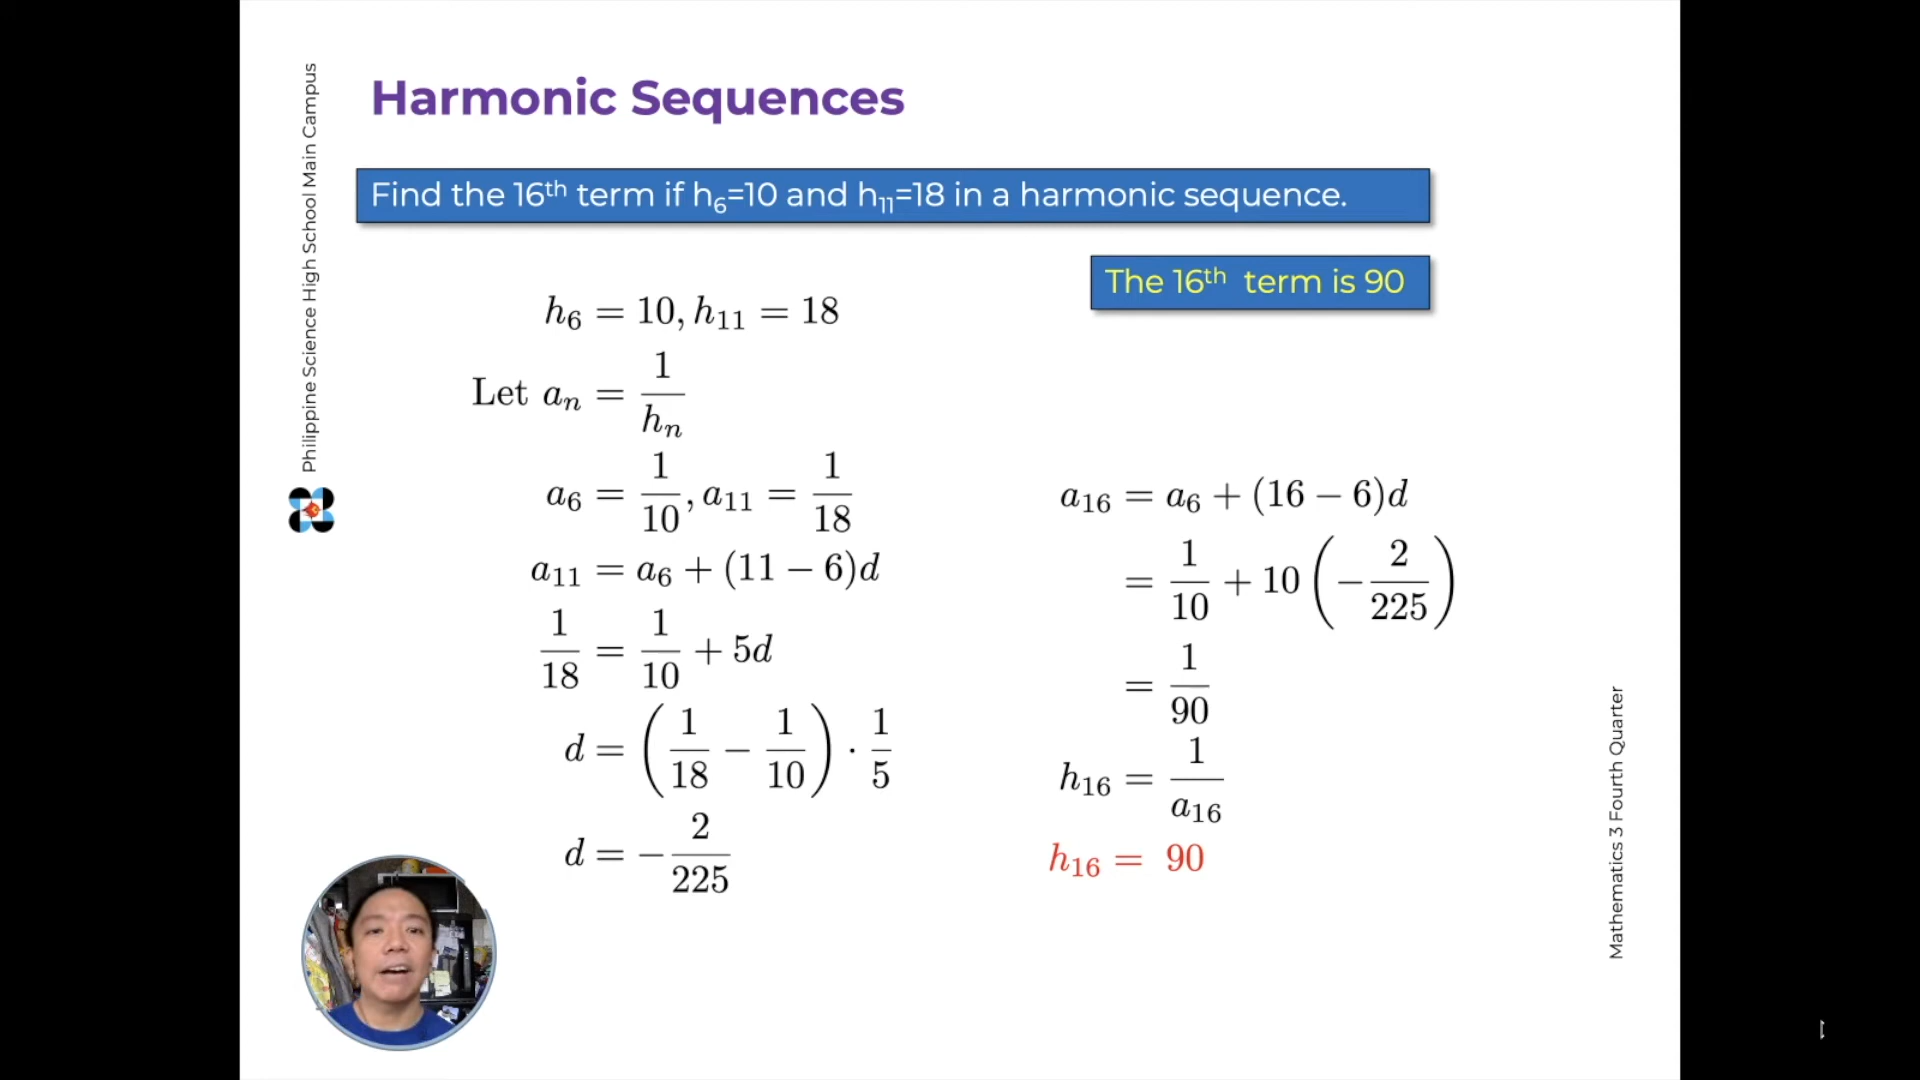 Harmonic Sequences
Philippine Science High School Main Campus
Find the 16th term if h₆=10 and h₁₁=18 in a harmonic sequence.
The 16th term is 90
h₆ = 10, h₁₁ = 18
Let aₙ = 1/hₙ
a₆ = 1/10, a₁₁ = 1/18
a₁₁ = a₆ + (11 − 6)d
1/18 = 1/10 + 5d
d = (1/18 − 1/10) · 1/5
d = −2/225
a₁₆ = a₆ + (16 − 6)d
= 1/10 + 10(−2/225)
= 1/90
h₁₆ = 1/a₁₆
h₁₆ = 90
Mathematics 3 Fourth Quarter